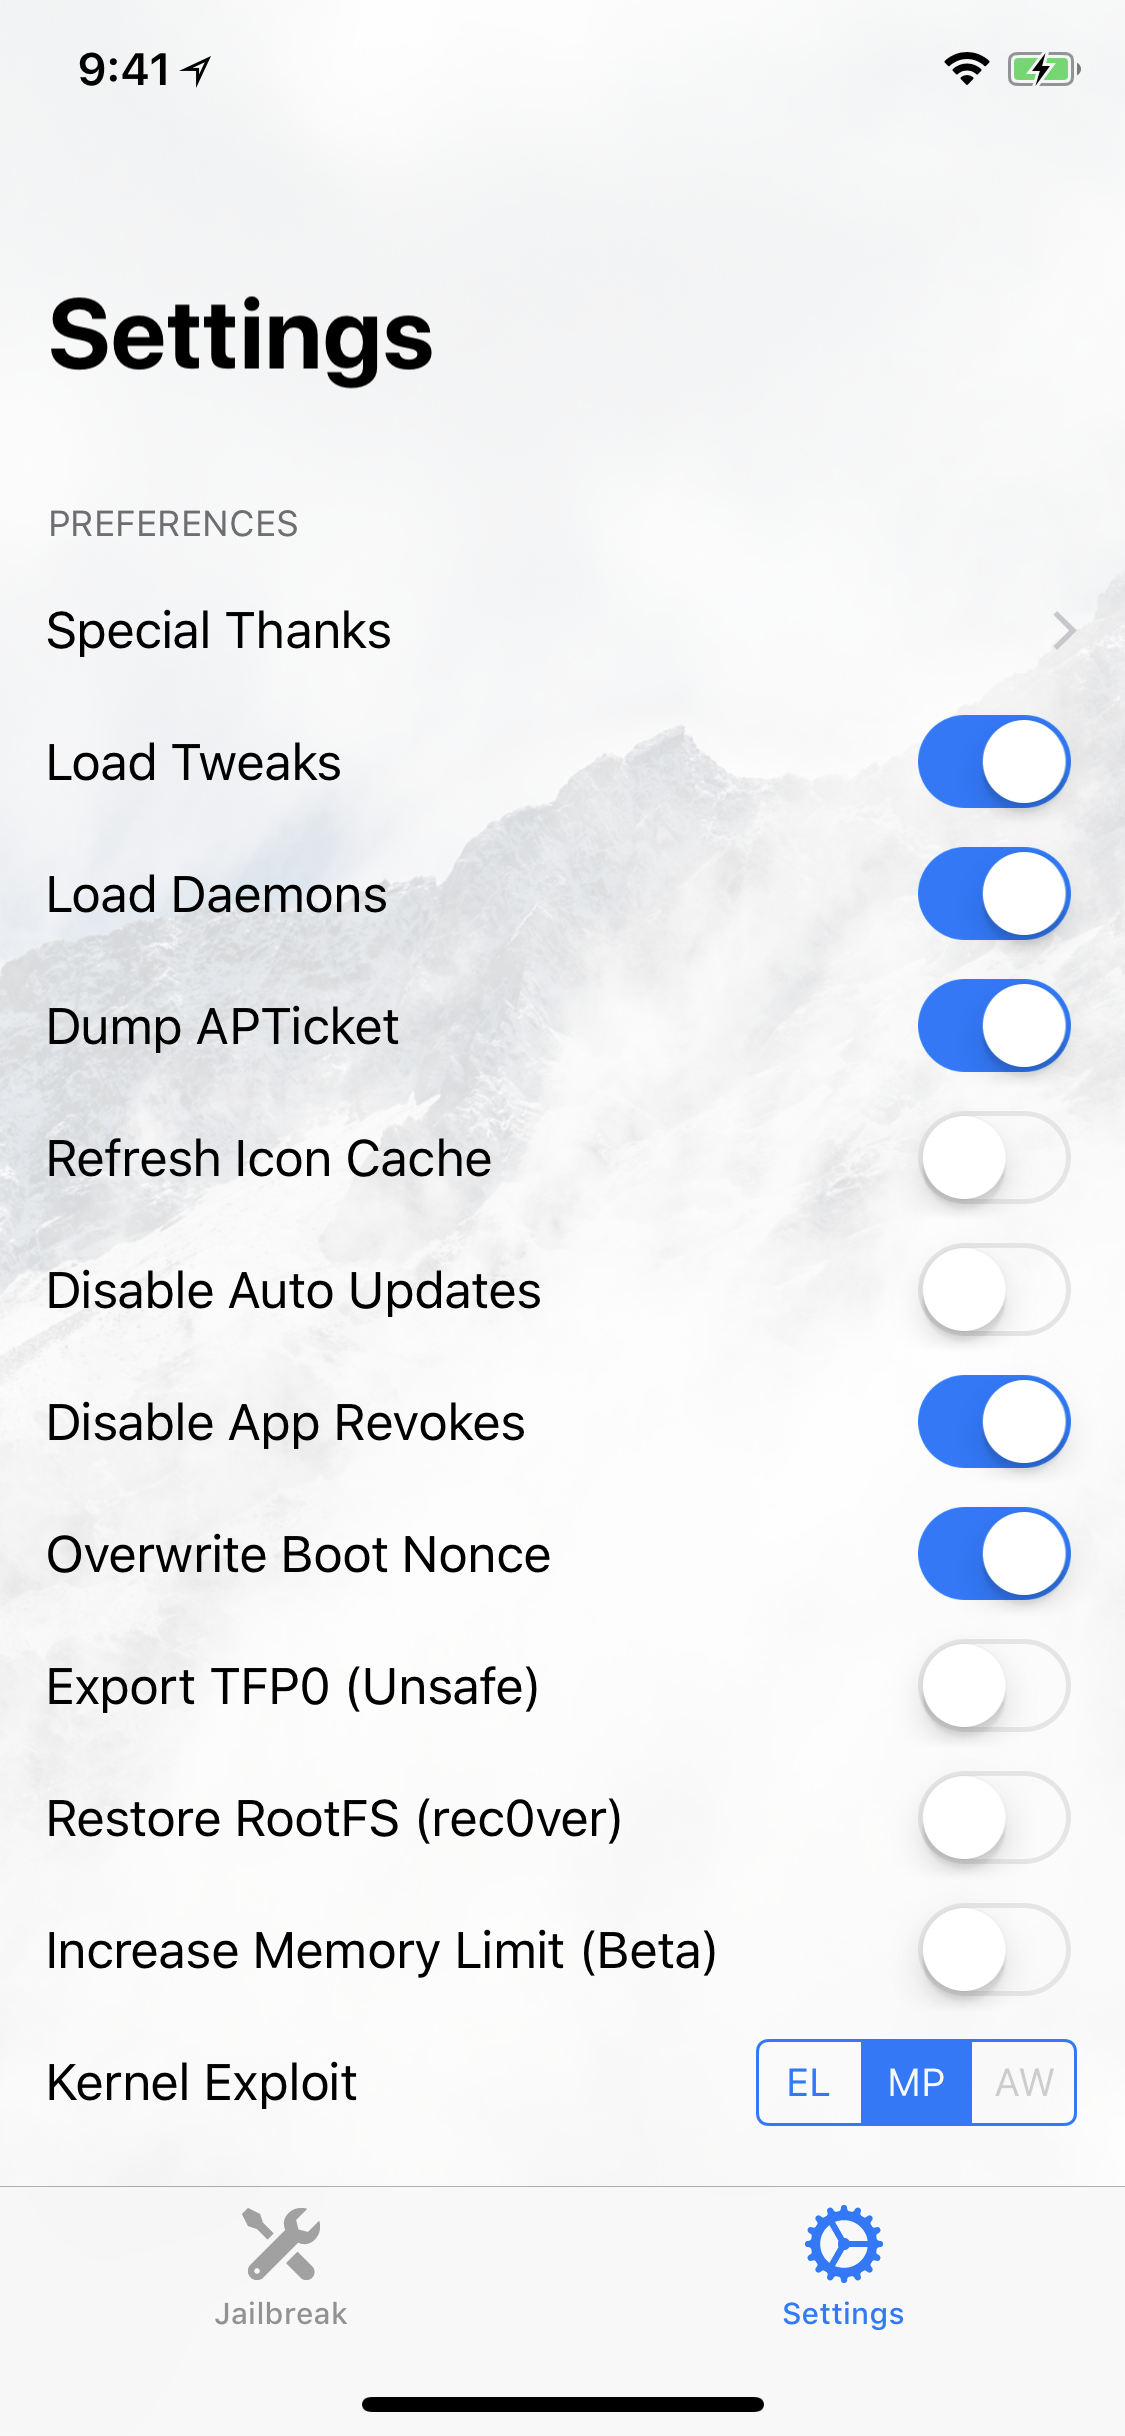 9:41
Settings
PREFERENCES
Special Thanks
Load Tweaks
Load Daemons
Dump APTicket
Refresh Icon Cache
Disable Auto Updates
Disable App Revokes
Overwrite Boot Nonce
Export TFP0 (Unsafe)
Restore RootFS (rec0ver)
Increase Memory Limit (Beta)
Kernel Exploit EL MP AW
Jailbreak Settings